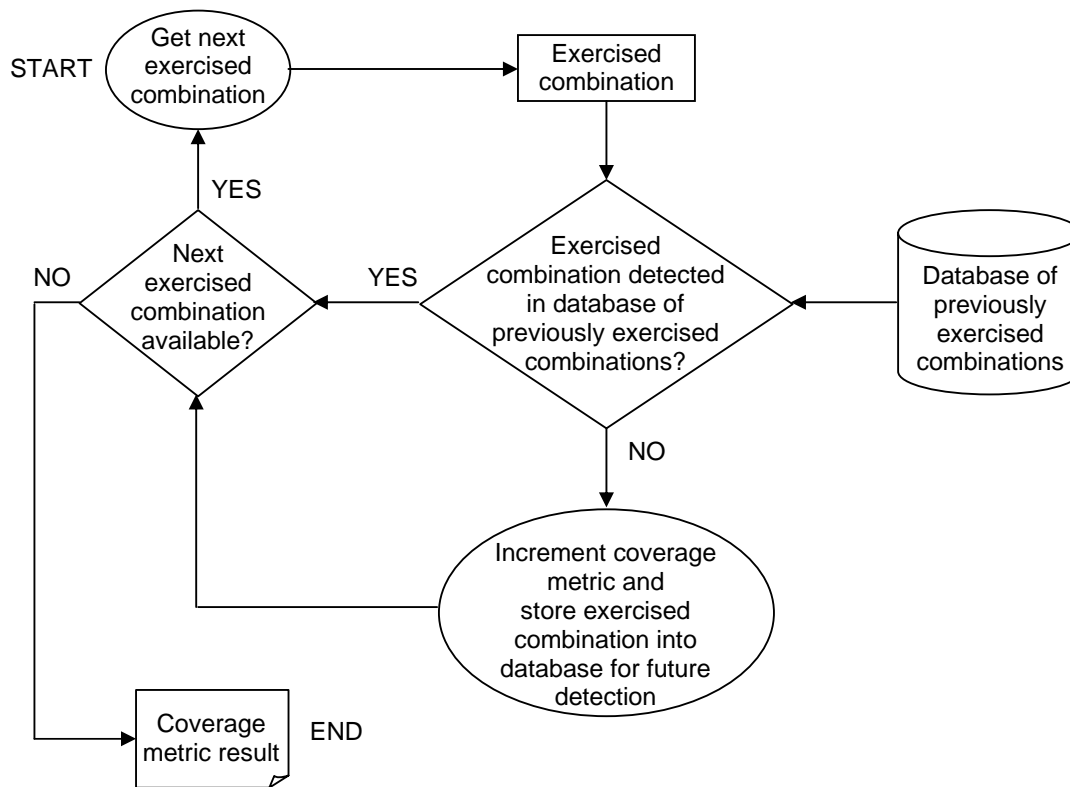 START
Get next
exercised
combination
Exercised
combination
YES
Next
exercised
combination
available?
NO
YES
Exercised
combination detected
in database of
previously exercised
combinations?
Database of
previously
exercised
combinations
NO
Increment coverage
metric and
store exercised
combination into
database for future
detection
Coverage
metric result
END